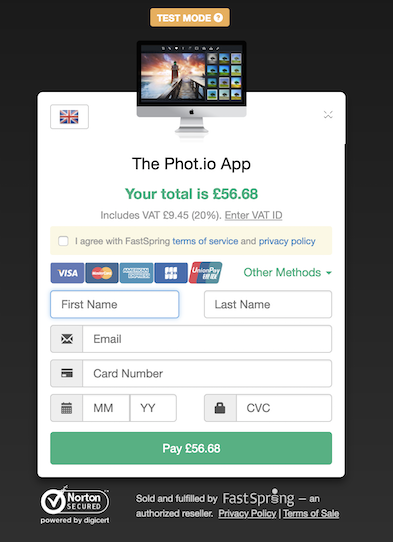 TEST MODE ?
The Phot.io App
Your total is £56.68
Includes VAT £9.45 (20%). Enter VAT ID
I agree with FastSpring terms of service and privacy policy
VISA MasterCard AMERICAN EXPRESS JCB UnionPay 银联 Other Methods
First Name Last Name
Email
Card Number
MM YY CVC
Pay £56.68
Norton
SECURED
powered by digicert
Sold and fulfilled by FastSpring – an
authorized reseller. Privacy Policy | Terms of Sale